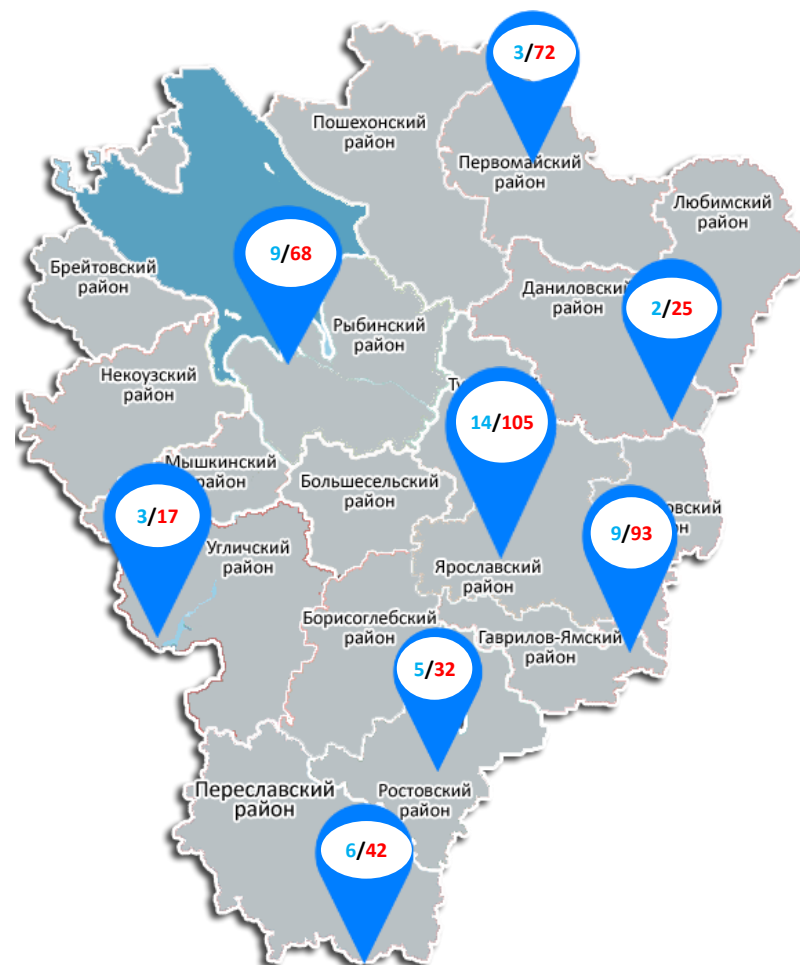 3/72
Пошехонский
район
Первомайский
район
Любимский
район
9/68
Брейтовский
район
Даниловский
район
2/25
Рыбинский
район
Некоузский
район
14/105
Мышкинский
район
Большесельский
район
3/17
9/93
Угличский
район
Ярославский
район
Борисоглебский
район
Гаврилов-Ямский
район
5/32
Переславский
район
Ростовский
район
6/42